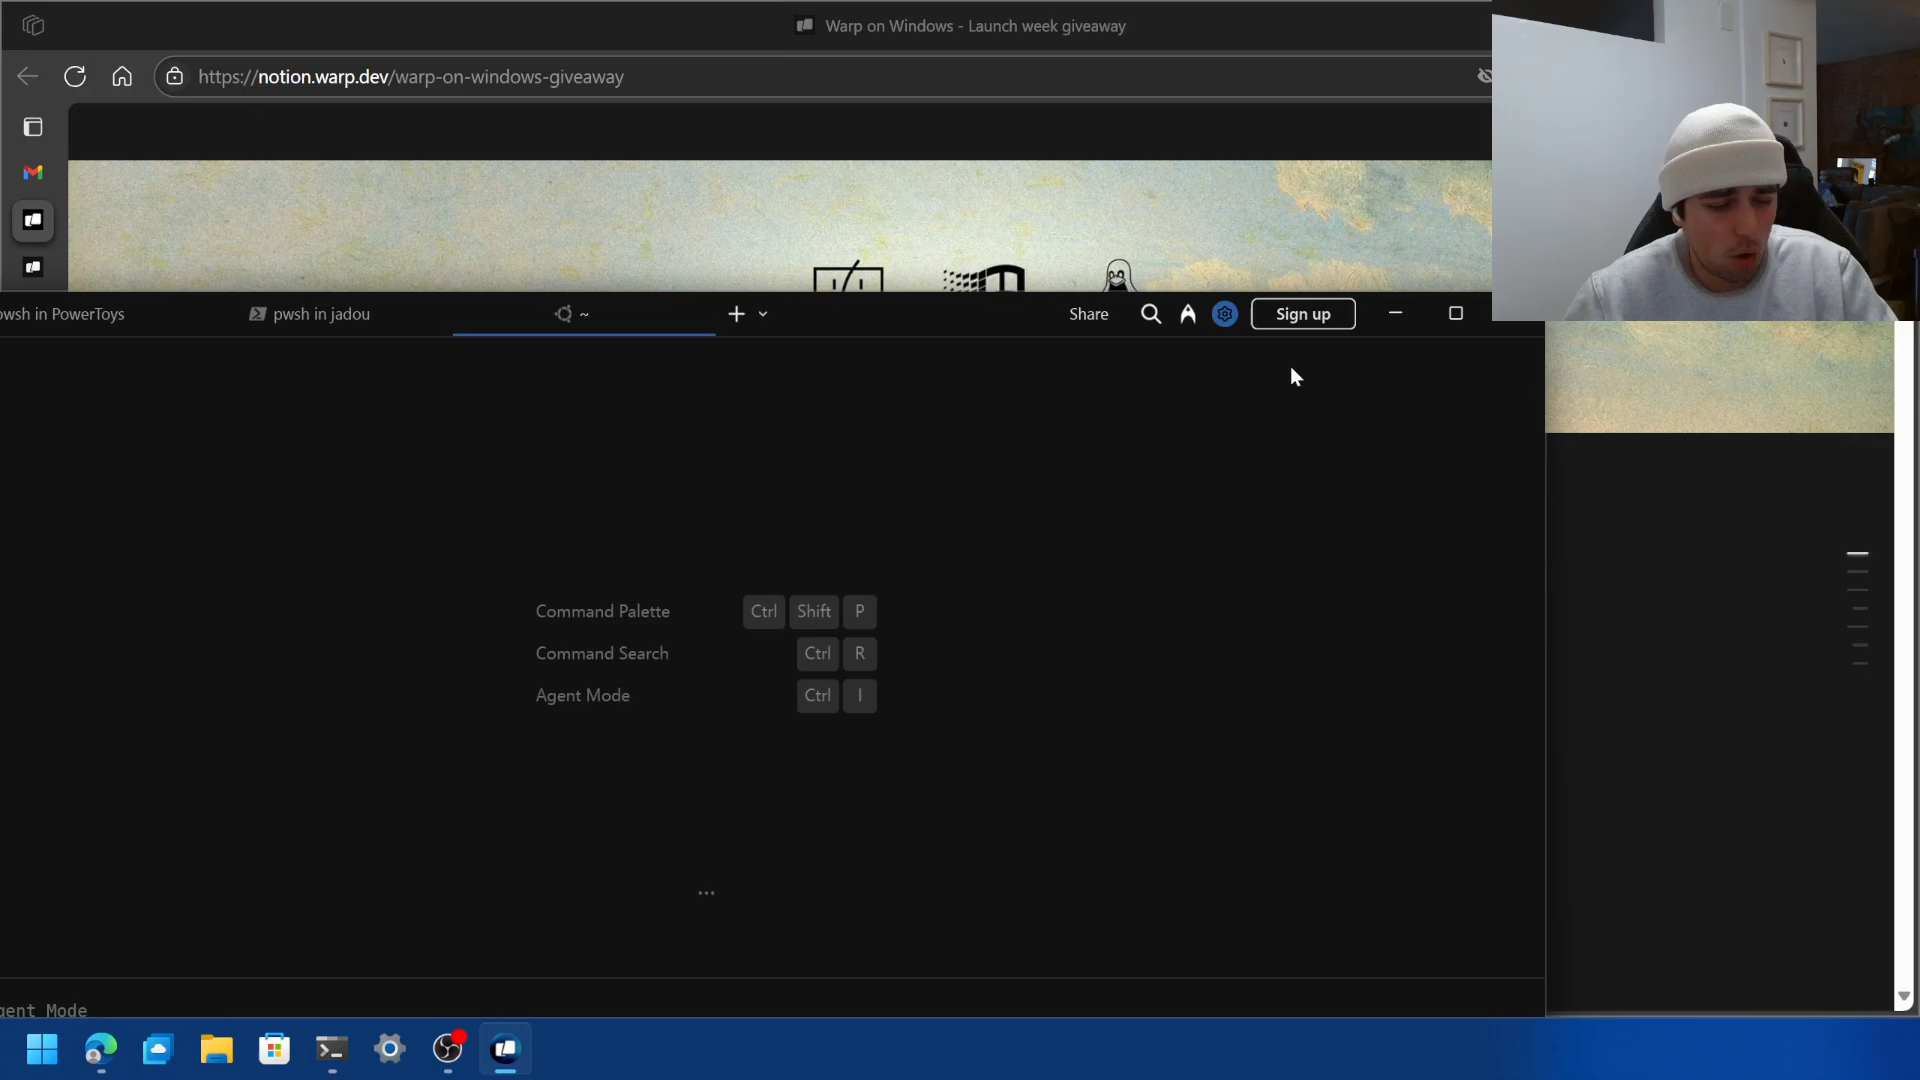 Warp on Windows - Launch week giveaway
https://notion.warp.dev/warp-on-windows-giveaway
pwsh in PowerToys
pwsh in jadou
~
Share
Sign up
Command Palette Ctrl Shift P
Command Search Ctrl R
Agent Mode Ctrl I
...
gent Mode